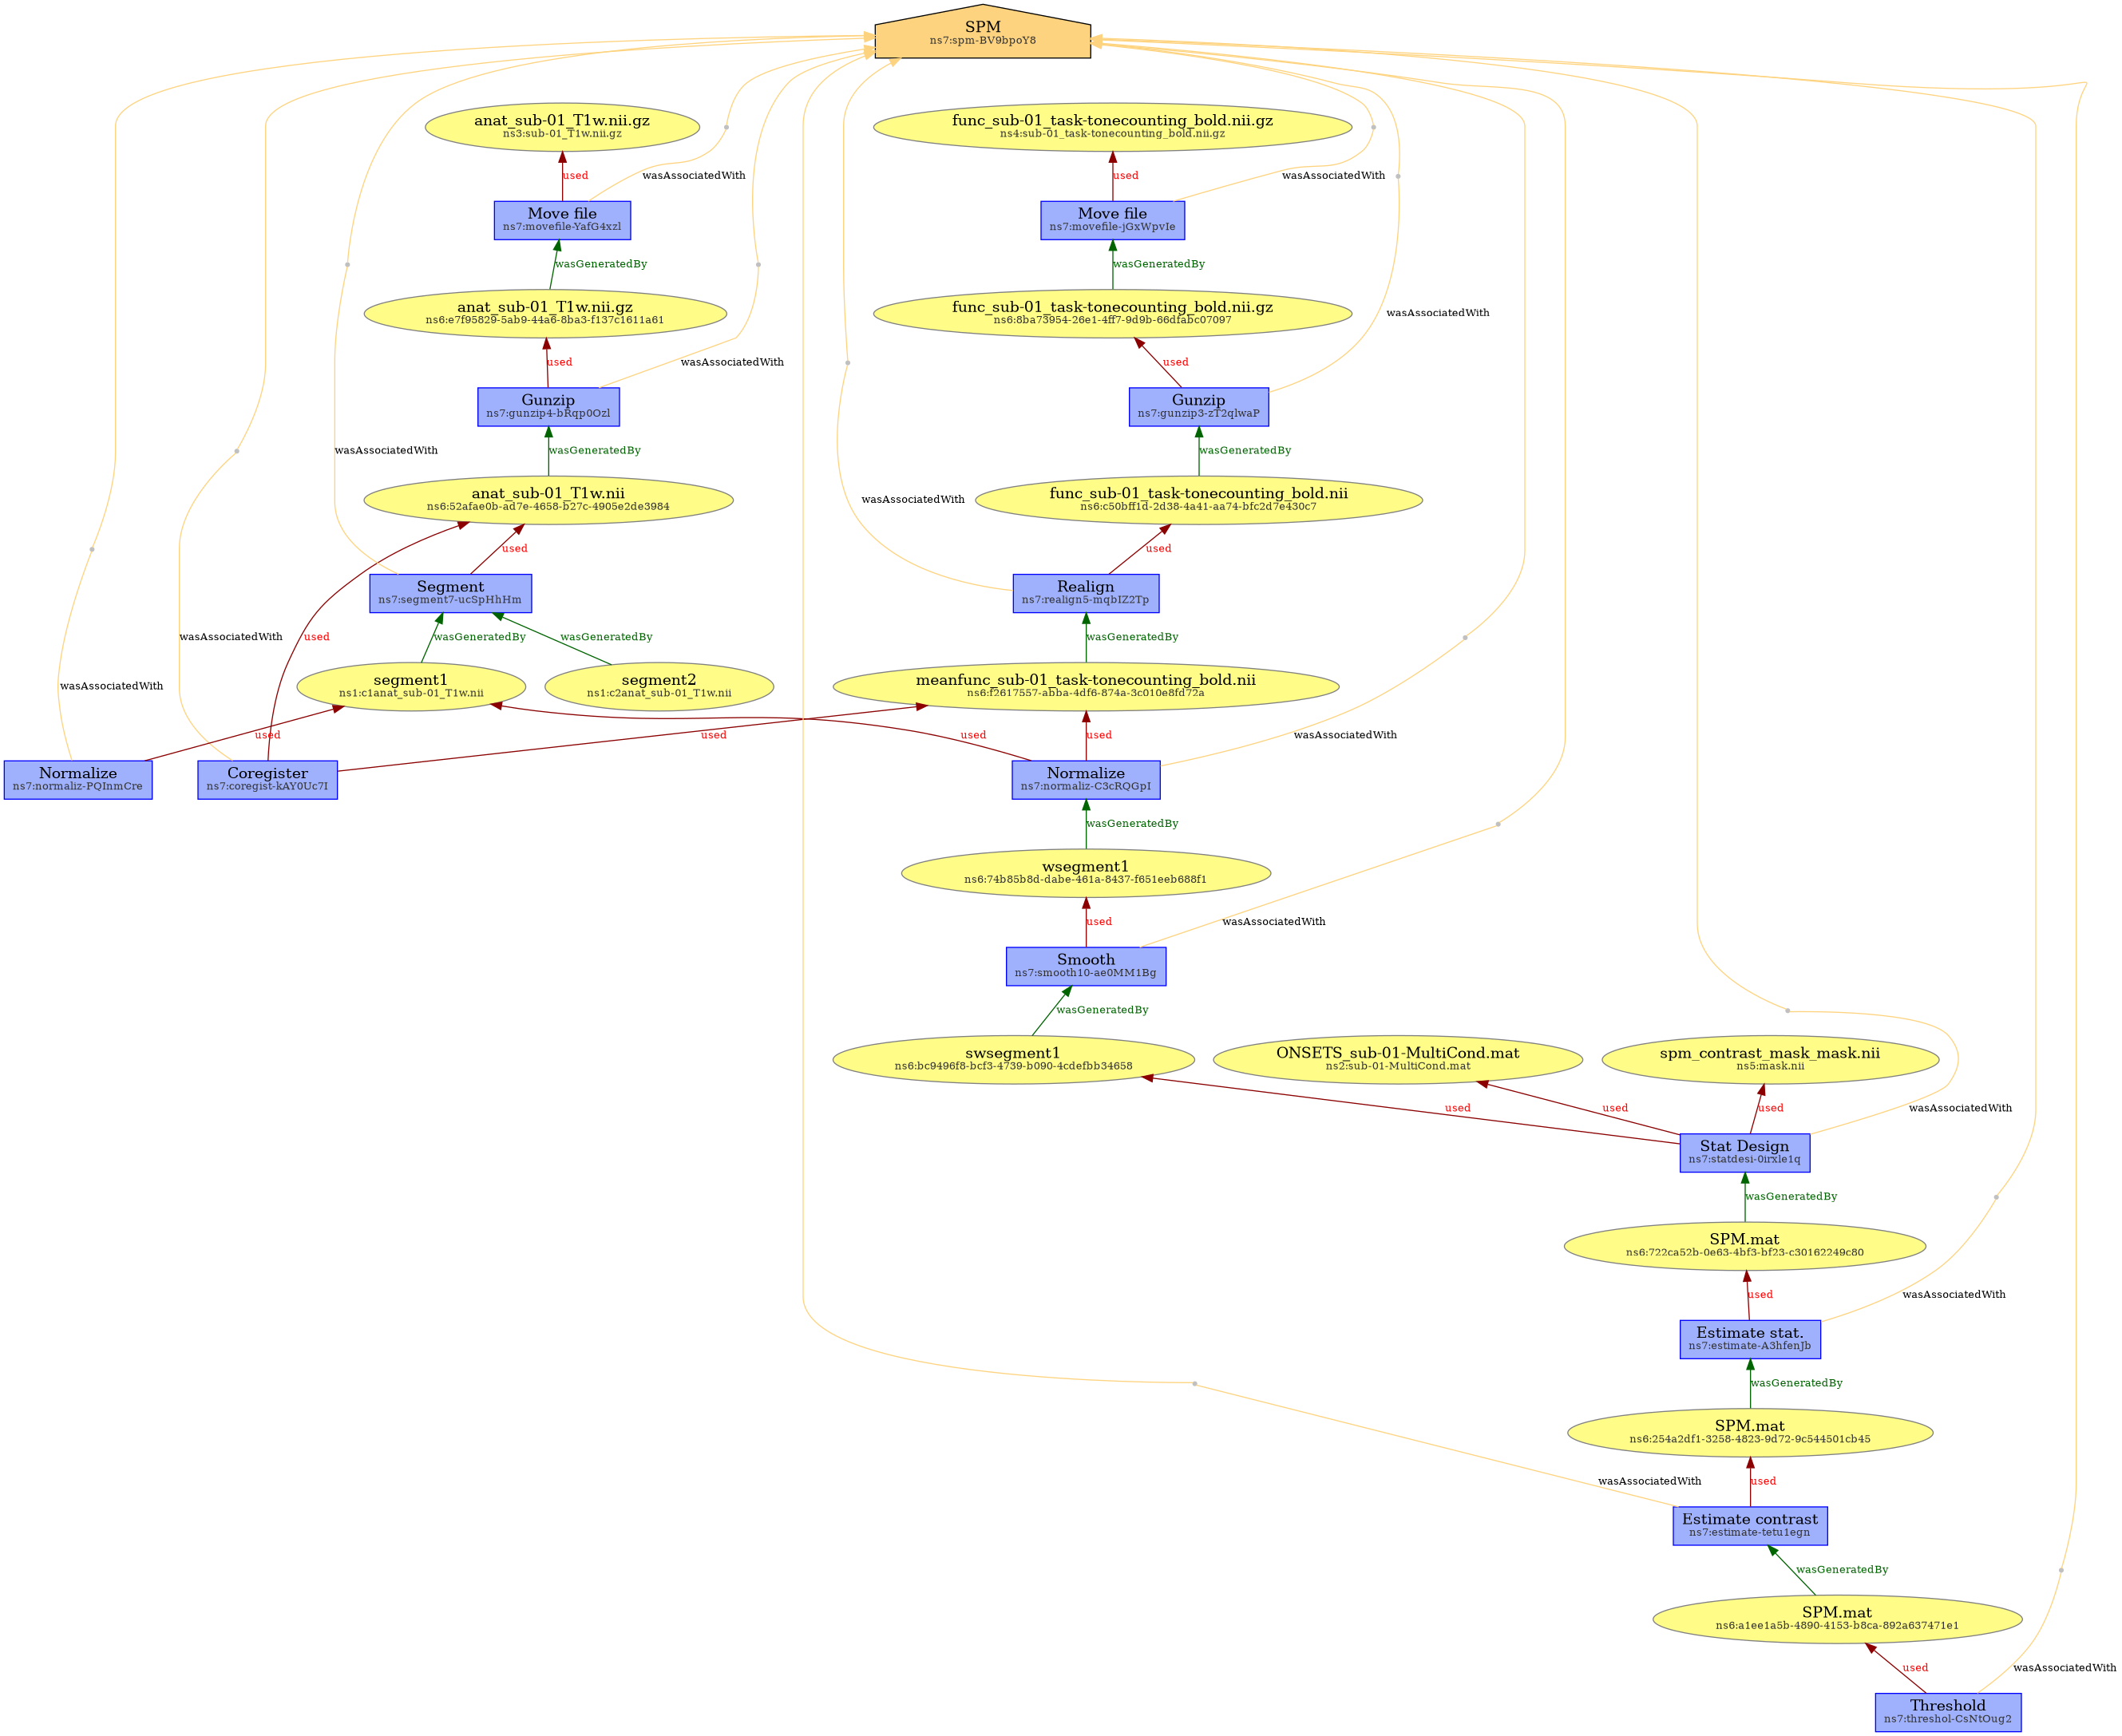 SPM
ns7:spm-BV9bpoY8
anat_sub-01_T1w.nii.gz
ns3:sub-01_T1w.nii.gz
func_sub-01_task-tonecounting_bold.nii.gz
ns4:sub-01_task-tonecounting_bold.nii.gz
used
wasAssociatedWith
used
wasAssociatedWith
Move file
ns7:movefile-YafG4xzl
Move file
ns7:movefile-jGxWpvIe
wasGeneratedBy
wasGeneratedBy
anat_sub-01_T1w.nii.gz
ns6:e7f95829-5ab9-44a6-8ba3-f137c1611a61
func_sub-01_task-tonecounting_bold.nii.gz
ns6:8ba73954-26e1-4ff7-9d9b-66dfabc07097
wasAssociatedWith
used
wasAssociatedWith
used
Gunzip
ns7:gunzip4-bRqp0Ozl
Gunzip
ns7:gunzip3-zT2qlwaP
wasAssociatedWith
wasGeneratedBy
wasGeneratedBy
anat_sub-01_T1w.nii
ns6:52afae0b-ad7e-4658-b27c-4905e2de3984
wasAssociatedWith
func_sub-01_task-tonecounting_bold.nii
ns6:c50bff1d-2d38-4a41-aa74-bfc2d7e430c7
used
used
Segment
ns7:segment7-ucSpHhHm
Realign
ns7:realign5-mqbIZ2Tp
wasAssociatedWith
used
wasGeneratedBy
wasGeneratedBy
wasGeneratedBy
wasAssociatedWith
segment1
ns1:c1anat_sub-01_T1w.nii
segment2
ns1:c2anat_sub-01_T1w.nii
meanfunc_sub-01_task-tonecounting_bold.nii
ns6:f2617557-abba-4df6-874a-3c010e8fd72a
used
used
used
used
wasAssociatedWith
Normalize
ns7:normaliz-PQInmCre
Coregister
ns7:coregist-kAY0Uc7I
Normalize
ns7:normaliz-C3cRQGpI
wasGeneratedBy
wsegment1
ns6:74b85b8d-dabe-461a-8437-f651eeb688f1
used
wasAssociatedWith
Smooth
ns7:smooth10-ae0MM1Bg
wasGeneratedBy
swsegment1
ns6:bc9496f8-bcf3-4739-b090-4cdefbb34658
ONSETS_sub-01-MultiCond.mat
ns2:sub-01-MultiCond.mat
spm_contrast_mask_mask.nii
ns5:mask.nii
used
used
used
wasAssociatedWith
Stat Design
ns7:statdesi-0irxle1q
wasGeneratedBy
SPM.mat
ns6:722ca52b-0e63-4bf3-bf23-c30162249c80
used
wasAssociatedWith
Estimate stat.
ns7:estimate-A3hfenJb
wasGeneratedBy
SPM.mat
ns6:254a2df1-3258-4823-9d72-9c544501cb45
wasAssociatedWith
used
Estimate contrast
ns7:estimate-tetu1egn
wasGeneratedBy
SPM.mat
ns6:a1ee1a5b-4890-4153-b8ca-892a637471e1
used
wasAssociatedWith
Threshold
ns7:threshol-CsNtOug2